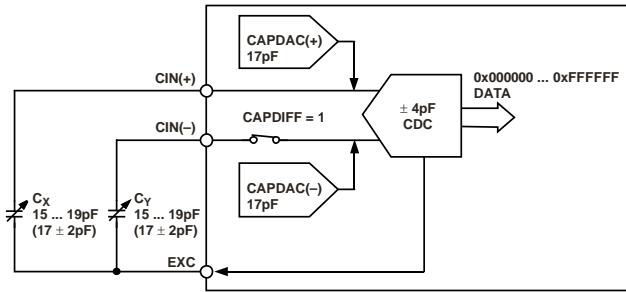 CAPDAC(+)
17pF
CIN(+)
0x000000 ... 0xFFFFFF
DATA
± 4pF
CDC
CIN(–)
CAPDIFF = 1
CAPDAC(–)
17pF
CX
15 ... 19pF
(17 ± 2pF)
CY
15 ... 19pF
(17 ± 2pF)
EXC